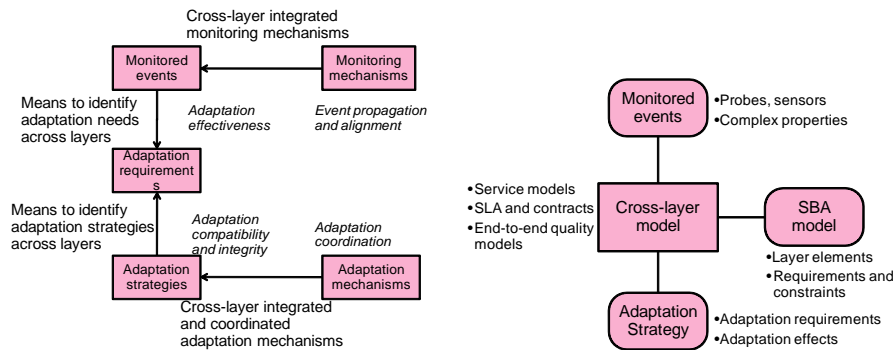 Cross-layer integrated
monitoring mechanisms
Monitored
events
Monitoring
mechanisms
Means to identify
adaptation needs
across layers
Adaptation
effectiveness
Event propagation
and alignment
Adaptation
requirement
s
Means to identify
adaptation strategies
across layers
Adaptation
compatibility
and integrity
Adaptation
coordination
Adaptation
strategies
Adaptation
mechanisms
Cross-layer integrated
and coordinated
adaptation mechanisms
Monitored
events
•Probes, sensors
•Complex properties
•Service models
•SLA and contracts
•End-to-end quality
models
Cross-layer
model
SBA
model
•Layer elements
•Requirements and
constraints
Adaptation
Strategy
•Adaptation requirements
•Adaptation effects